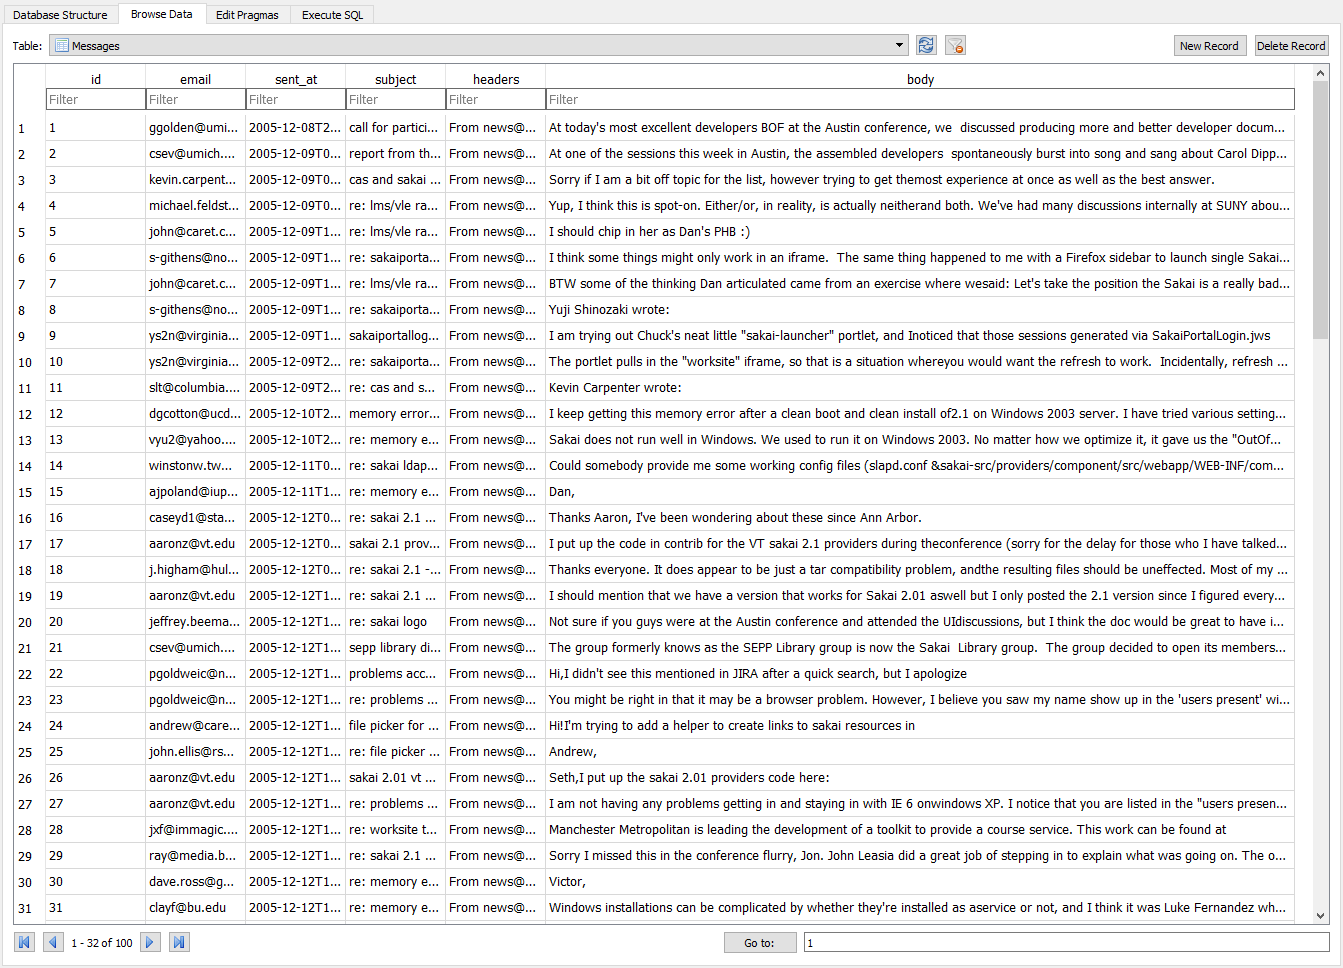 Database Structure Browse Data Edit Pragmas Execute SQL
Table: Messages New Record Delete Record
id email sent_at subject headers body
Filter Filter Filter Filter Filter Filter
1 1 ggolden@umi... 2005-12-08T2... call for partici... From news@... At today's most excellent developers BOF at the Austin conference, we  discussed producing more and better developer docum...
2 2 csev@umich.... 2005-12-09T0... report from th... From news@... At one of the sessions this week in Austin, the assembled developers  spontaneously burst into song and sang about Carol Dipp...
3 3 kevin.carpent... 2005-12-09T0... cas and sakai ... From news@... Sorry if I am a bit off topic for the list, however trying to get themost experience at once as well as the best answer.
4 4 michael.feldst... 2005-12-09T0... re: lms/vle ra... From news@... Yup, I think this is spot-on. Either/or, in reality, is actually neitherand both. We've had many discussions internally at SUNY abou...
5 5 john@caret.c... 2005-12-09T1... re: lms/vle ra... From news@... I should chip in her as Dan's PHB :)
6 6 s-githens@no... 2005-12-09T1... re: sakaiporta... From news@... I think some things might only work in an iframe.  The same thing happened to me with a Firefox sidebar to launch single Sakai...
7 7 john@caret.c... 2005-12-09T1... re: lms/vle ra... From news@... BTW some of the thinking Dan articulated came from an exercise where wesaid: Let's take the position the Sakai is a really bad...
8 8 s-githens@no... 2005-12-09T1... re: sakaiporta... From news@... Yuji Shinozaki wrote:
9 9 ys2n@virginia... 2005-12-09T1... sakaiportallog... From news@... I am trying out Chuck's neat little "sakai-launcher" portlet, and Inoticed that those sessions generated via SakaiPortalLogin.jws
10 10 ys2n@virginia... 2005-12-09T2... re: sakaiporta... From news@... The portlet pulls in the "worksite" iframe, so that is a situation whereyou would want the refresh to work.  Incidentally, refresh ...
11 11 slt@columbia.... 2005-12-09T2... re: cas and s... From news@... Kevin Carpenter wrote:
12 12 dgcotton@ucd... 2005-12-10T2... memory error... From news@... I keep getting this memory error after a clean boot and clean install of2.1 on Windows 2003 server. I have tried various setting...
13 13 vyu2@yahoo.... 2005-12-10T2... re: memory e... From news@... Sakai does not run well in Windows. We used to run it on Windows 2003. No matter how we optimize it, it gave us the "OutOf...
14 14 winstonw.tw... 2005-12-11T0... re: sakai ldap... From news@... Could somebody provide me some working config files (slapd.conf &sakai-src/providers/component/src/webapp/WEB-INF/com...
15 15 ajpoland@iup... 2005-12-11T1... re: memory e... From news@... Dan,
16 16 caseyd1@sta... 2005-12-12T0... re: sakai 2.1 ... From news@... Thanks Aaron, I've been wondering about these since Ann Arbor.
17 17 aaronz@vt.edu 2005-12-12T0... sakai 2.1 prov... From news@... I put up the code in contrib for the VT sakai 2.1 providers during theconference (sorry for the delay for those who I have talked...
18 18 j.higham@hul... 2005-12-12T0... re: sakai 2.1 -... From news@... Thanks everyone. It does appear to be just a tar compatibility problem, andthe resulting files should be uneffected. Most of my ...
19 19 aaronz@vt.edu 2005-12-12T0... re: sakai 2.1 ... From news@... I should mention that we have a version that works for Sakai 2.01 aswell but I only posted the 2.1 version since I figured every...
20 20 jeffrey.beema... 2005-12-12T0... re: sakai logo From news@... Not sure if you guys were at the Austin conference and attended the UIdiscussions, but I think the doc would be great to have i...
21 21 csev@umich.... 2005-12-12T0... sepp library di... From news@... The group formerly knows as the SEPP Library group is now the Sakai  Library group.  The group decided to open its members...
22 22 pgoldweic@n... 2005-12-12T1... problems acc... From news@... Hi,I didn't see this mentioned in JIRA after a quick search, but I apologize
23 23 pgoldweic@n... 2005-12-12T1... re: problems ... From news@... You might be right in that it may be a browser problem. However, I believe you saw my name show up in the 'users present' wi...
24 24 andrew@care... 2005-12-12T1... file picker for ... From news@... Hi!I'm trying to add a helper to create links to sakai resources in
25 25 john.ellis@rs... 2005-12-12T1... re: file picker ... From news@... Andrew,
26 26 aaronz@vt.edu 2005-12-12T1... sakai 2.01 vt ... From news@... Seth,I put up the sakai 2.01 providers code here:
27 27 aaronz@vt.edu 2005-12-12T1... re: problems ... From news@... I am not having any problems getting in and staying in with IE 6 onwindows XP. I notice that you are listed in the "users presen...
28 28 jxf@immagic.... 2005-12-12T1... re: worksite t... From news@... Manchester Metropolitan is leading the development of a toolkit to provide a course service. This work can be found at
29 29 ray@media.b... 2005-12-12T1... re: sakai 2.1 ... From news@... Sorry I missed this in the conference flurry, Jon. John Leasia did a great job of stepping in to explain what was going on. The o...
30 30 dave.ross@g... 2005-12-12T1... re: memory e... From news@... Victor,
31 31 clayf@bu.edu 2005-12-12T1... re: memory e... From news@... Windows installations can be complicated by whether they're installed as aservice or not, and I think it was Luke Fernandez wh...
1 - 32 of 100 Go to: 1